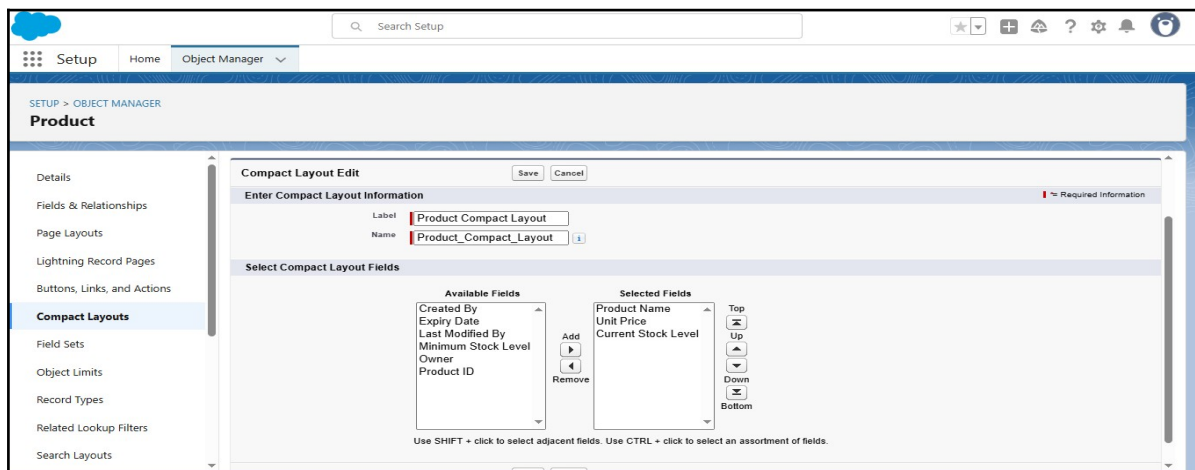 Search Setup
Setup Home Object Manager
SETUP > OBJECT MANAGER
Product
Details
Fields & Relationships
Page Layouts
Lightning Record Pages
Buttons, Links, and Actions
Compact Layouts
Field Sets
Object Limits
Record Types
Related Lookup Filters
Search Layouts
Compact Layout Edit Save Cancel
Enter Compact Layout Information = Required Information
Label Product Compact Layout
Name Product_Compact_Layout i
Select Compact Layout Fields
Available Fields
Created By
Expiry Date
Last Modified By
Minimum Stock Level
Owner
Product ID
Add
Remove
Selected Fields
Product Name
Unit Price
Current Stock Level
Top
Up
Down
Bottom
Use SHIFT + click to select adjacent fields. Use CTRL + click to select an assortment of fields.